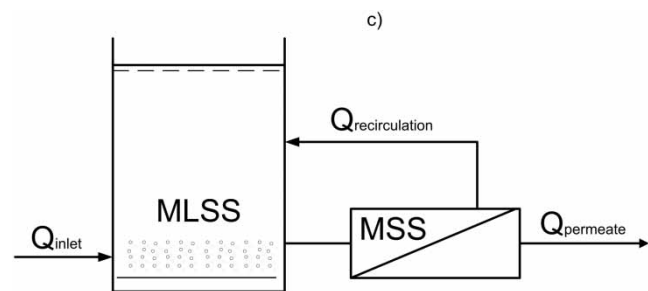 c)
Qrecirculation
MLSS
MSS
Qinlet
Qpermeate